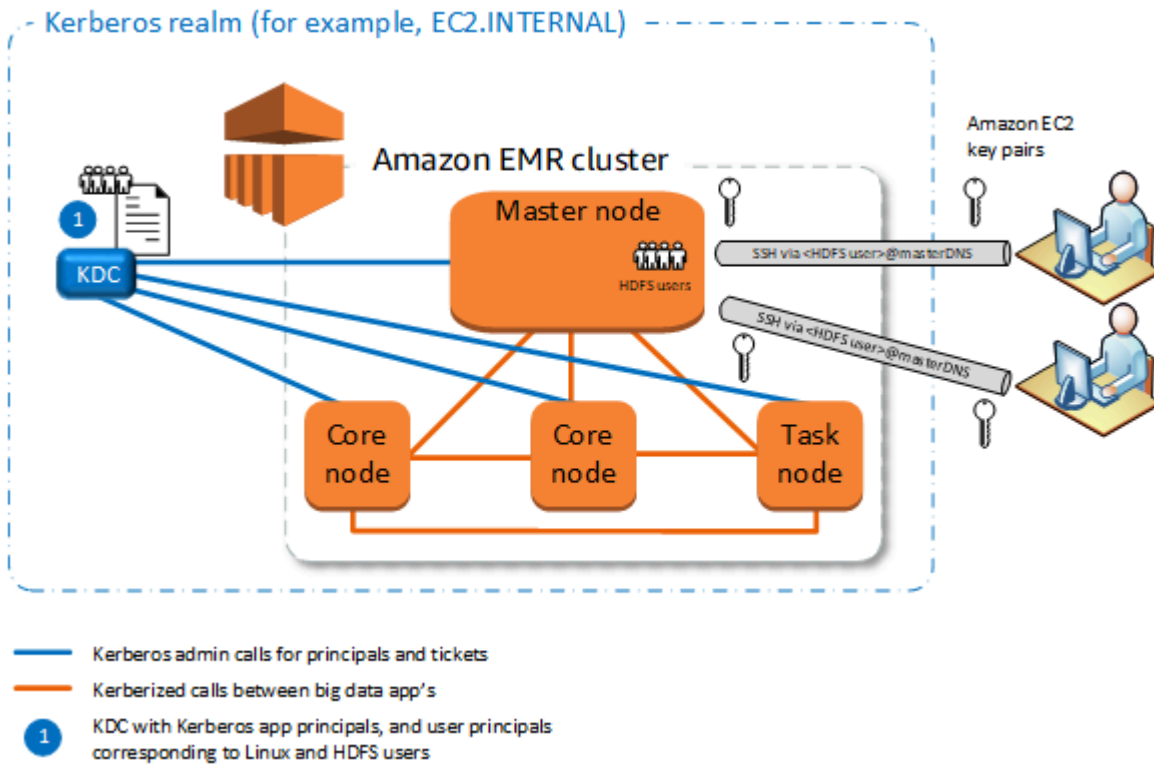 Kerberos realm (for example, EC2.INTERNAL)
Amazon EC2
key pairs
Amazon EMR cluster
Master node
HDFS users
1
KDC
SSH via <HDFS user>@masterDNS
SSH via <HDFS user>@masterDNS
Core
node
Core
node
Task
node
Kerberos admin calls for principals and tickets
Kerberized calls between big data app's
1
KDC with Kerberos app principals, and user principals
corresponding to Linux and HDFS users